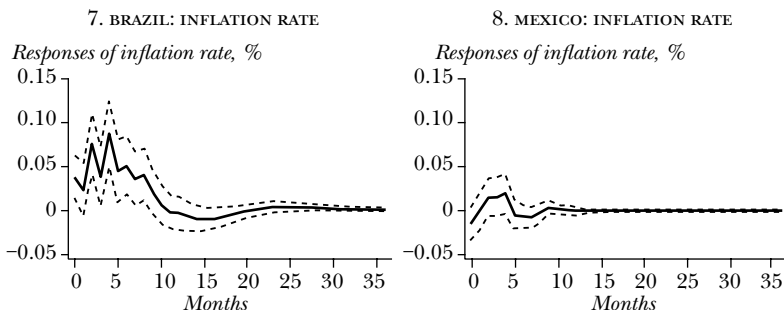 7. BRAZIL: INFLATION RATE
Responses of inflation rate, %
0.15
0.10
0.05
0
−0.05
0 5 10 15 20 25 30 35
Months
8. MEXICO: INFLATION RATE
Responses of inflation rate, %
0.15
0.10
0.05
0
−0.05
0 5 10 15 20 25 30 35
Months